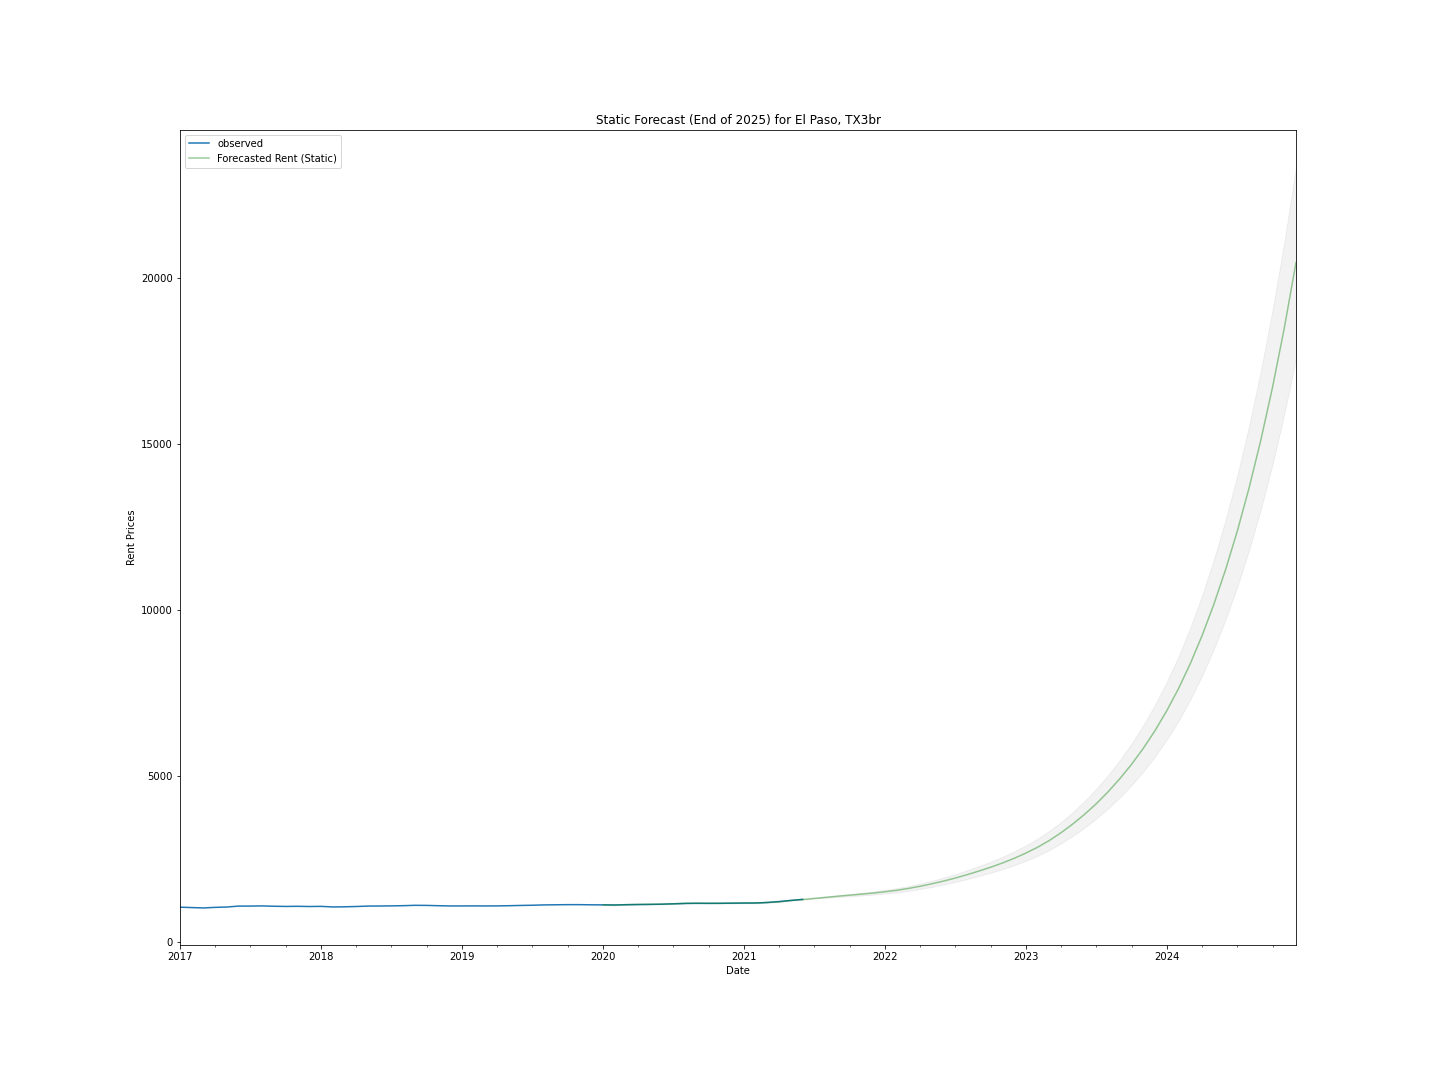 Static Forecast (End of 2025) for El Paso, TX3br
observed
Forecasted Rent (Static)
20000
15000
10000
5000
0
Rent Prices
2017 2018 2019 2020 2021 2022 2023 2024
Date